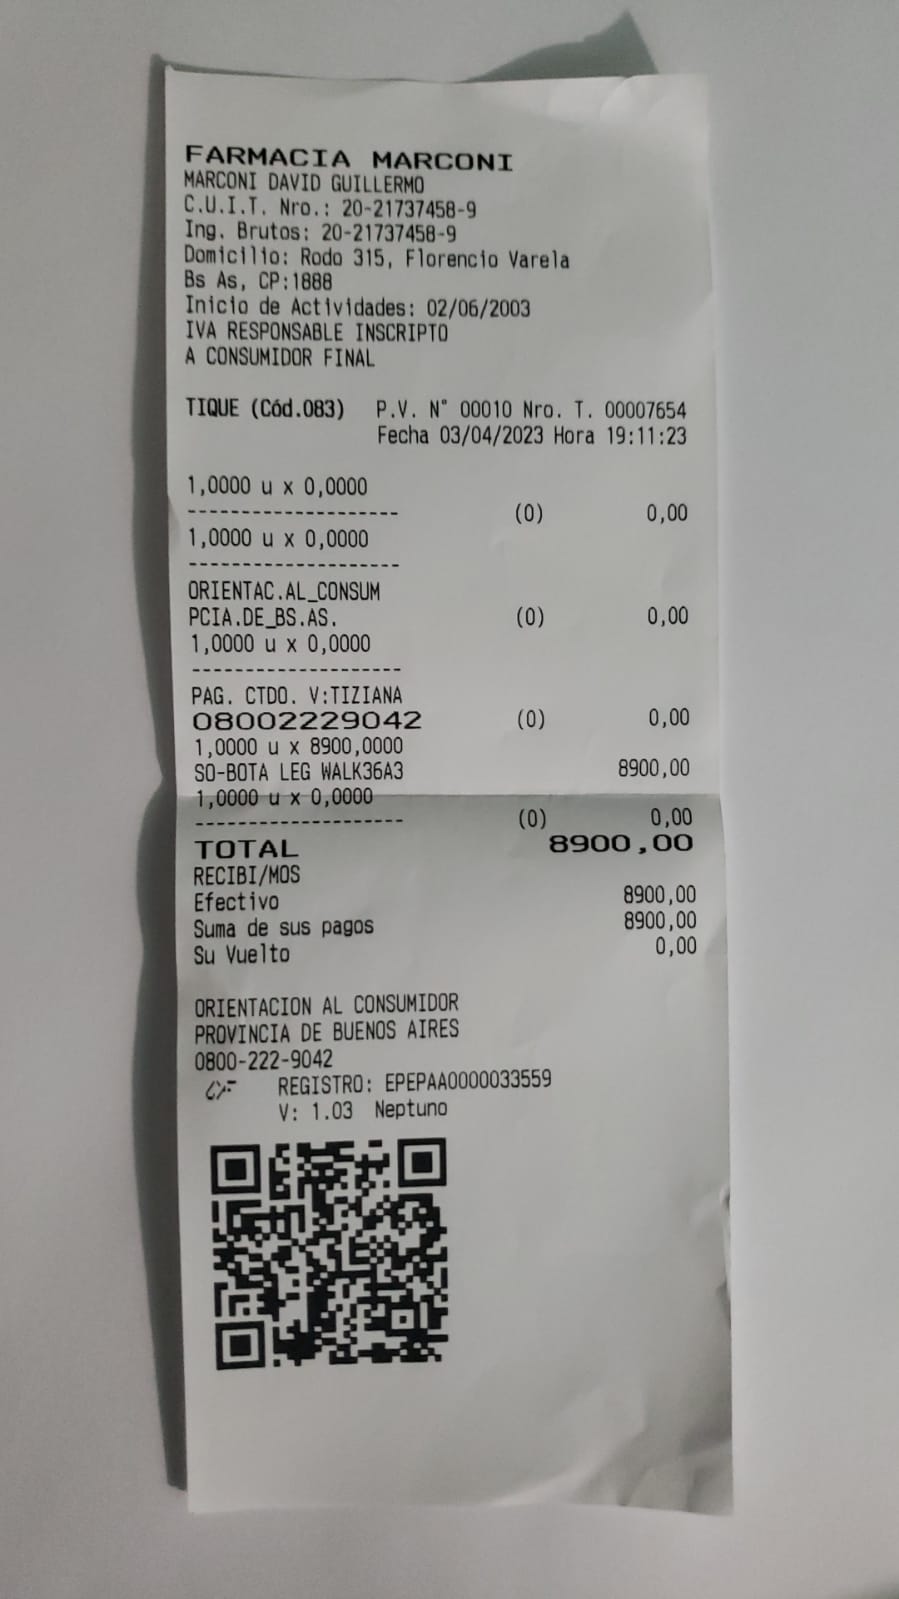 FARMACIA MARCONI
MARCONI DAVID GUILLERMO
C.U.I.T. Nro.: 20-21737458-9
Ing. Brutos: 20-21737458-9
Domicilio: Rodo 315, Florencio Varela
Bs As, CP:1888
Inicio de Actividades: 02/06/2003
IVA RESPONSABLE INSCRIPTO
A CONSUMIDOR FINAL
TIQUE (Cód.083) P.V. N° 00010 Nro. T. 00007654
Fecha 03/04/2023 Hora 19:11:23
1,0000 u x 0,0000
-------------------- (0) 0,00
1,0000 u x 0,0000
--------------------
ORIENTAC.AL_CONSUM
PCIA.DE_BS.AS. (0) 0,00
1,0000 u x 0,0000
--------------------
PAG. CTDO. V:TIZIANA
08002229042 (0) 0,00
1,0000 u x 8900,0000
SO-BOTA LEG WALK36A3 8900,00
1,0000 u x 0,0000
-------------------- (0) 0,00
TOTAL 8900,00
RECIBI/MOS
Efectivo 8900,00
Suma de sus pagos 8900,00
Su Vuelto 0,00
ORIENTACION AL CONSUMIDOR
PROVINCIA DE BUENOS AIRES
0800-222-9042
CF REGISTRO: EPEPAA0000033559
V: 1.03 Neptuno